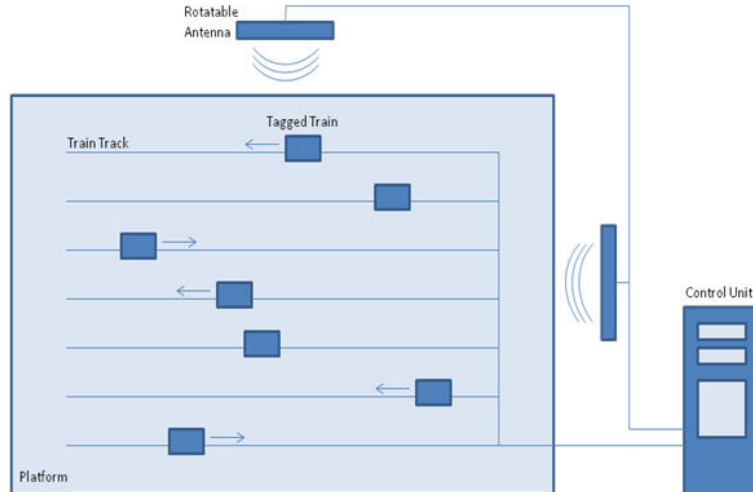 Rotatable
Antenna
Tagged Train
Train Track
Control Unit
Platform